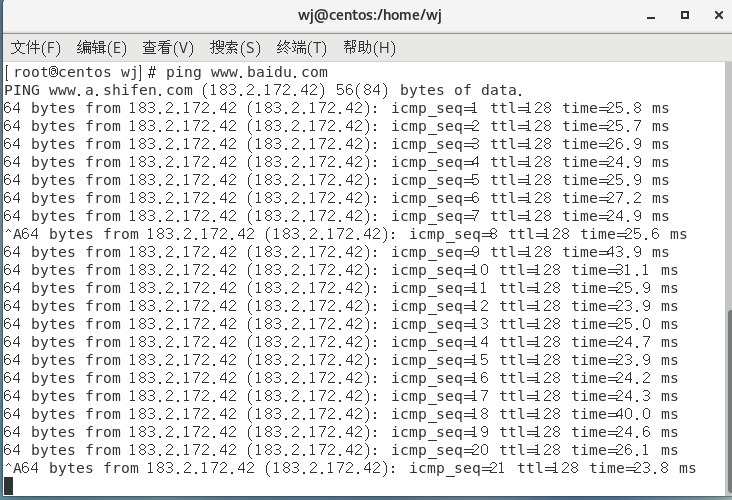 wj@centos:/home/wj
文件(F) 编辑(E) 查看(V) 搜索(S) 终端(T) 帮助(H)
[root@centos wj]# ping www.baidu.com
PING www.a.shifen.com (183.2.172.42) 56(84) bytes of data.
64 bytes from 183.2.172.42 (183.2.172.42): icmp_seq=1 ttl=128 time=25.8 ms
64 bytes from 183.2.172.42 (183.2.172.42): icmp_seq=2 ttl=128 time=25.7 ms
64 bytes from 183.2.172.42 (183.2.172.42): icmp_seq=3 ttl=128 time=26.9 ms
64 bytes from 183.2.172.42 (183.2.172.42): icmp_seq=4 ttl=128 time=24.9 ms
64 bytes from 183.2.172.42 (183.2.172.42): icmp_seq=5 ttl=128 time=25.9 ms
64 bytes from 183.2.172.42 (183.2.172.42): icmp_seq=6 ttl=128 time=27.2 ms
64 bytes from 183.2.172.42 (183.2.172.42): icmp_seq=7 ttl=128 time=24.9 ms
^A64 bytes from 183.2.172.42 (183.2.172.42): icmp_seq=8 ttl=128 time=25.6 ms
64 bytes from 183.2.172.42 (183.2.172.42): icmp_seq=9 ttl=128 time=43.9 ms
64 bytes from 183.2.172.42 (183.2.172.42): icmp_seq=10 ttl=128 time=31.1 ms
64 bytes from 183.2.172.42 (183.2.172.42): icmp_seq=11 ttl=128 time=25.9 ms
64 bytes from 183.2.172.42 (183.2.172.42): icmp_seq=12 ttl=128 time=23.9 ms
64 bytes from 183.2.172.42 (183.2.172.42): icmp_seq=13 ttl=128 time=25.0 ms
64 bytes from 183.2.172.42 (183.2.172.42): icmp_seq=14 ttl=128 time=24.7 ms
64 bytes from 183.2.172.42 (183.2.172.42): icmp_seq=15 ttl=128 time=23.9 ms
64 bytes from 183.2.172.42 (183.2.172.42): icmp_seq=16 ttl=128 time=24.2 ms
64 bytes from 183.2.172.42 (183.2.172.42): icmp_seq=17 ttl=128 time=24.3 ms
64 bytes from 183.2.172.42 (183.2.172.42): icmp_seq=18 ttl=128 time=40.0 ms
64 bytes from 183.2.172.42 (183.2.172.42): icmp_seq=19 ttl=128 time=24.6 ms
64 bytes from 183.2.172.42 (183.2.172.42): icmp_seq=20 ttl=128 time=26.1 ms
^A64 bytes from 183.2.172.42 (183.2.172.42): icmp_seq=21 ttl=128 time=23.8 ms